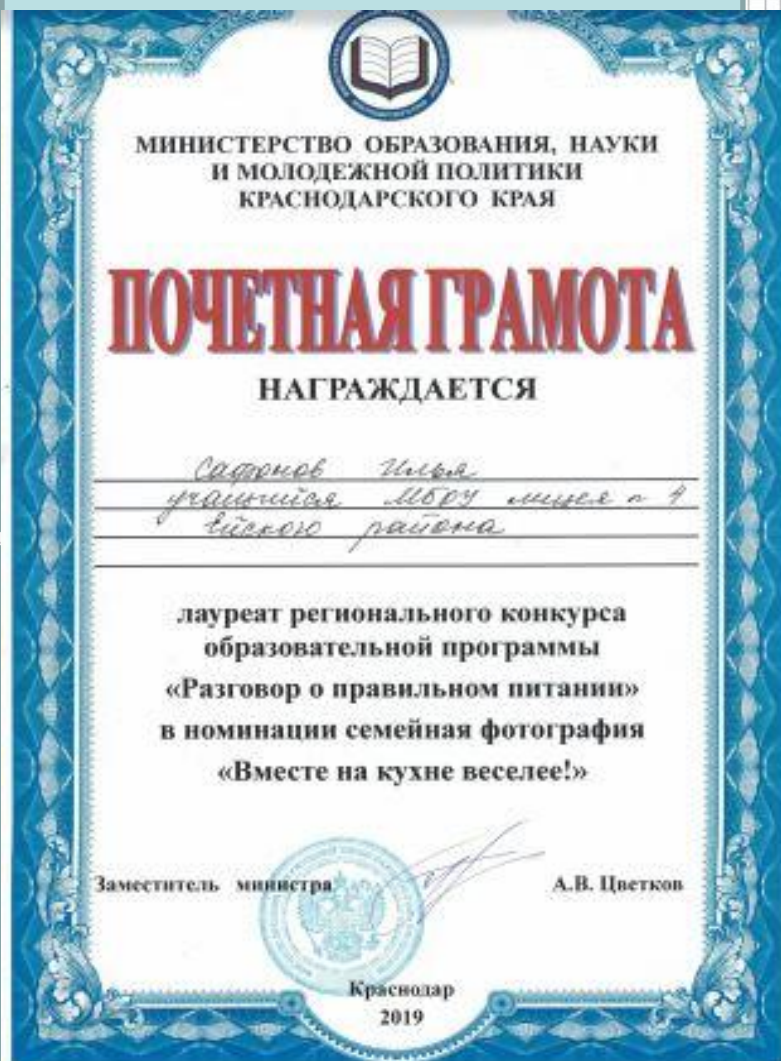 МИНИСТЕРСТВО ОБРАЗОВАНИЯ, НАУКИ
И МОЛОДЕЖНОЙ ПОЛИТИКИ
КРАСНОДАРСКОГО КРАЯ
ПОЧЕТНАЯ ГРАМОТА
НАГРАЖДАЕТСЯ
Сафонов Илья
учащийся МБОУ лицея № 4
Ейского района
лауреат регионального конкурса
образовательной программы
«Разговор о правильном питании»
в номинации семейная фотография
«Вместе на кухне веселее!»
Заместитель министра А.В. Цветков
Краснодар
2019